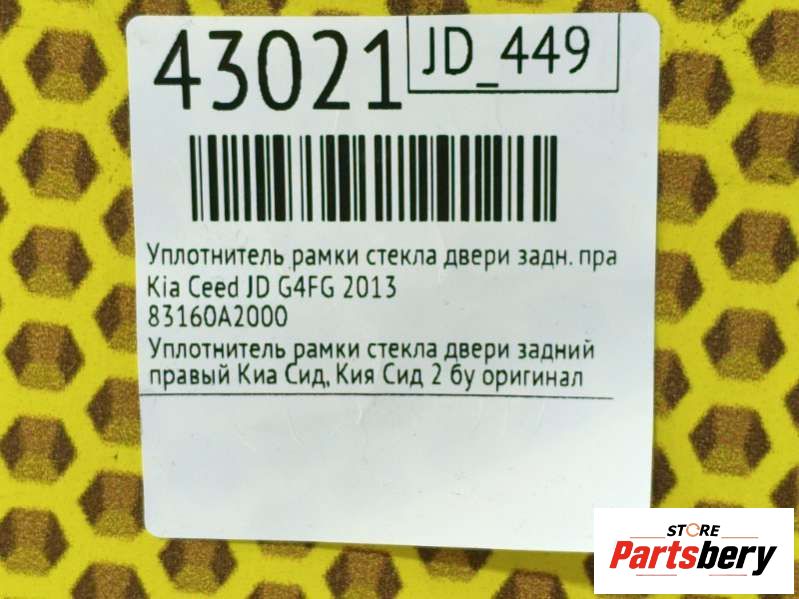 43021
JD_449
Уплотнитель рамки стекла двери задн. пра
Kia Ceed JD G4FG 2013
83160A2000
Уплотнитель рамки стекла двери задний
правый Киа Сид, Кия Сид 2 бу оригинал
STORE
Partsbery